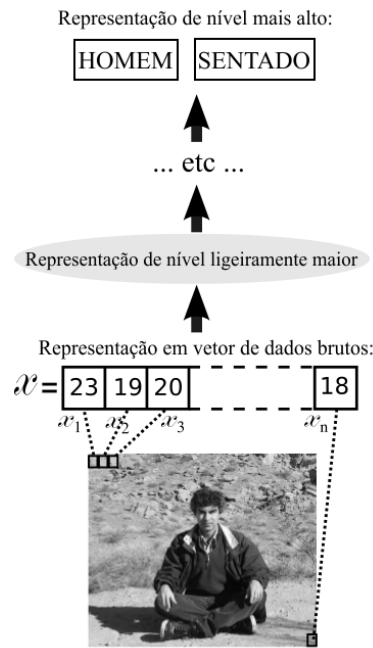 Representação de nível mais alto:
HOMEM SENTADO
... etc ...
Representação de nível ligeiramente maior
Representação em vetor de dados brutos:
x = 23 19 20 18
x1 x2 x3 xn